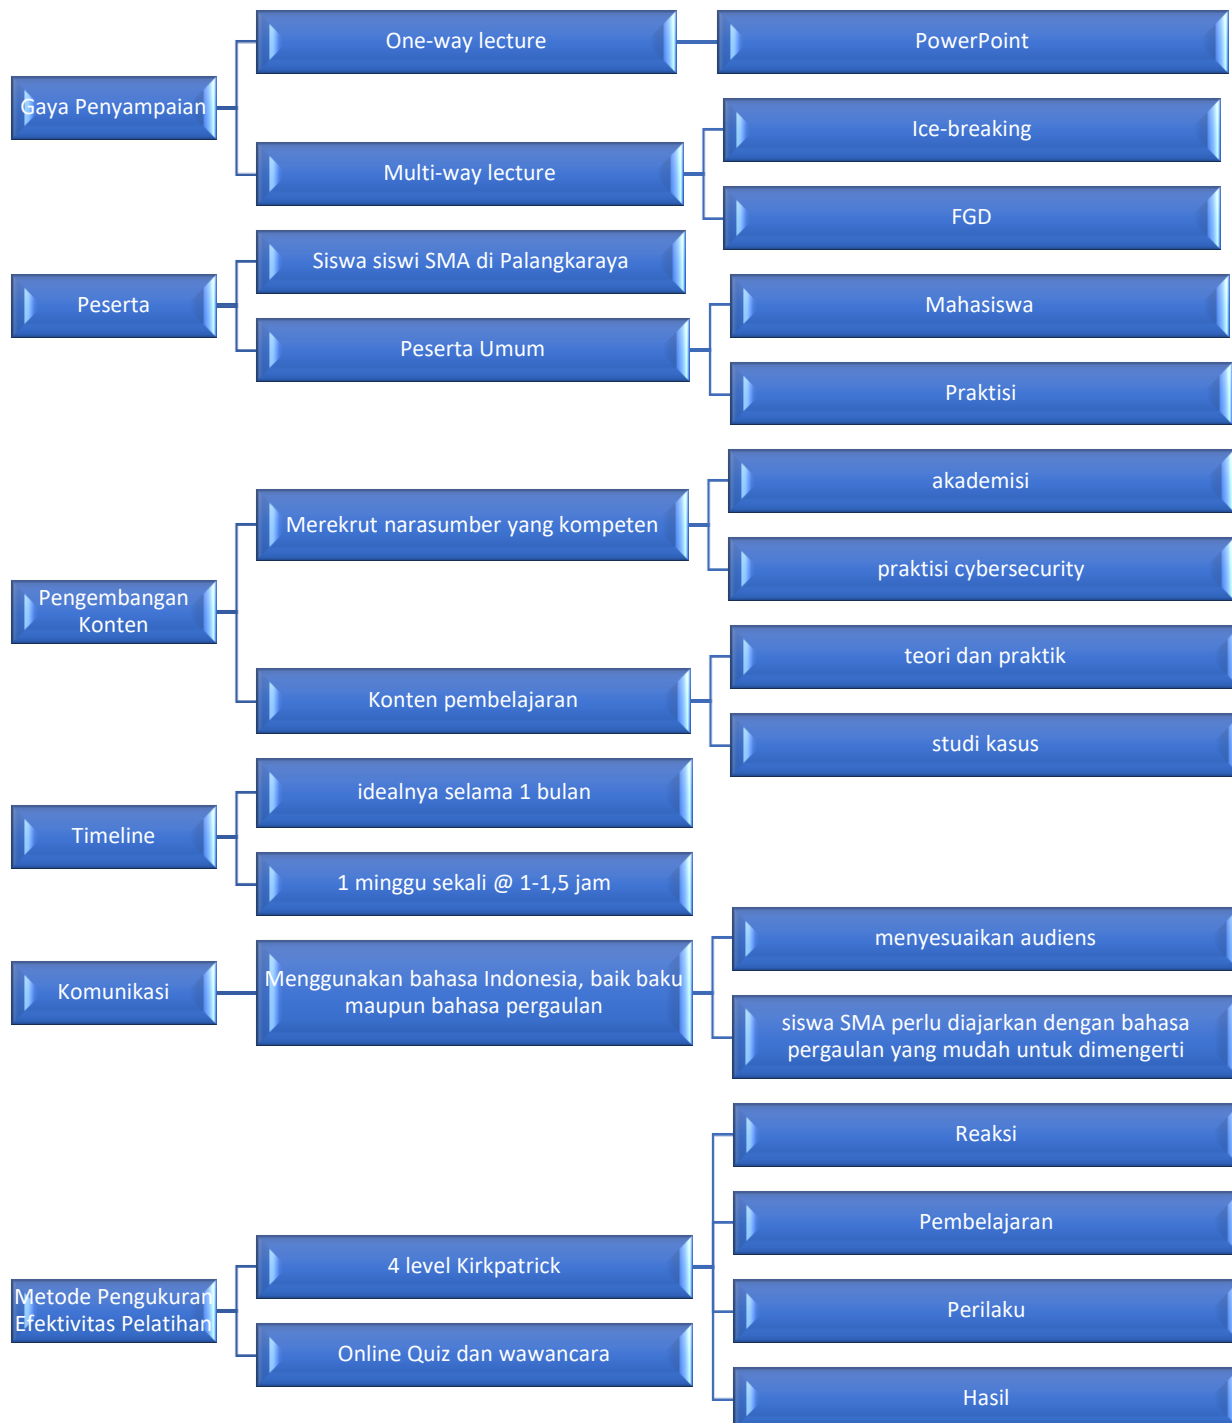 Gaya Penyampaian
One-way lecture
PowerPoint
Multi-way lecture
Ice-breaking
FGD
Peserta
Siswa siswi SMA di Palangkaraya
Peserta Umum
Mahasiswa
Praktisi
Pengembangan
Konten
Merekrut narasumber yang kompeten
akademisi
praktisi cybersecurity
Konten pembelajaran
teori dan praktik
studi kasus
Timeline
idealnya selama 1 bulan
1 minggu sekali @ 1-1,5 jam
Komunikasi
Menggunakan bahasa Indonesia, baik baku
maupun bahasa pergaulan
menyesuaikan audiens
siswa SMA perlu diajarkan dengan bahasa
pergaulan yang mudah untuk dimengerti
Metode Pengukuran
Efektivitas Pelatihan
4 level Kirkpatrick
Reaksi
Pembelajaran
Perilaku
Hasil
Online Quiz dan wawancara